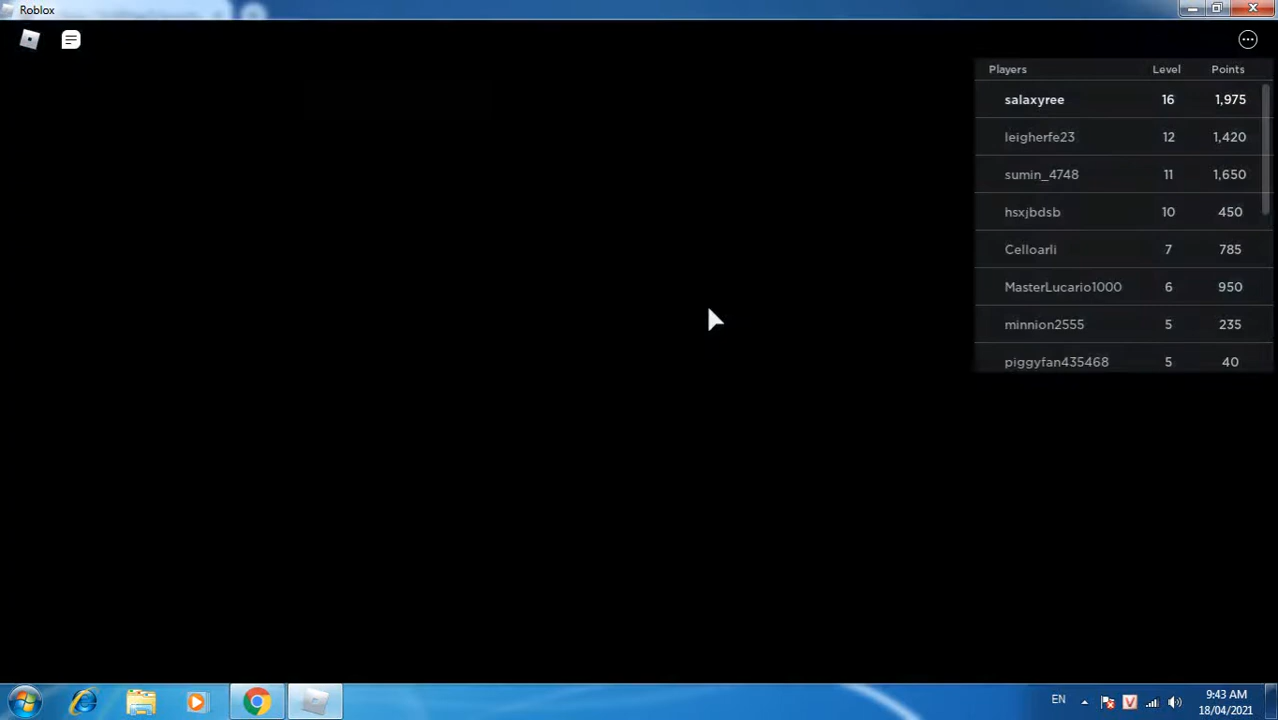 Roblox
Players Level Points
salaxyree 16 1,975
leigherfe23 12 1,420
sumin_4748 11 1,650
hsxjbdsb 10 450
Celloarli 7 785
MasterLucario1000 6 950
minnion2555 5 235
piggyfan435468 5 40
EN
V
9:43 AM
18/04/2021